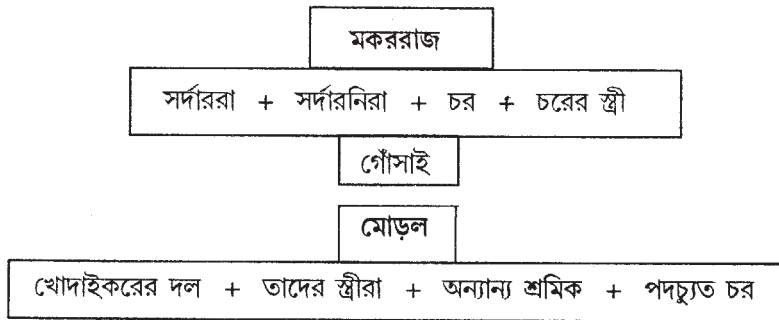 মকররাজ
সর্দাররা + সর্দারনিরা + চর + চরের স্ত্রী
গোঁসাই
মোড়ল
খোদাইকরের দল + তাদের স্ত্রীরা + অন্যান্য শ্রমিক + পদচ্যুত চর